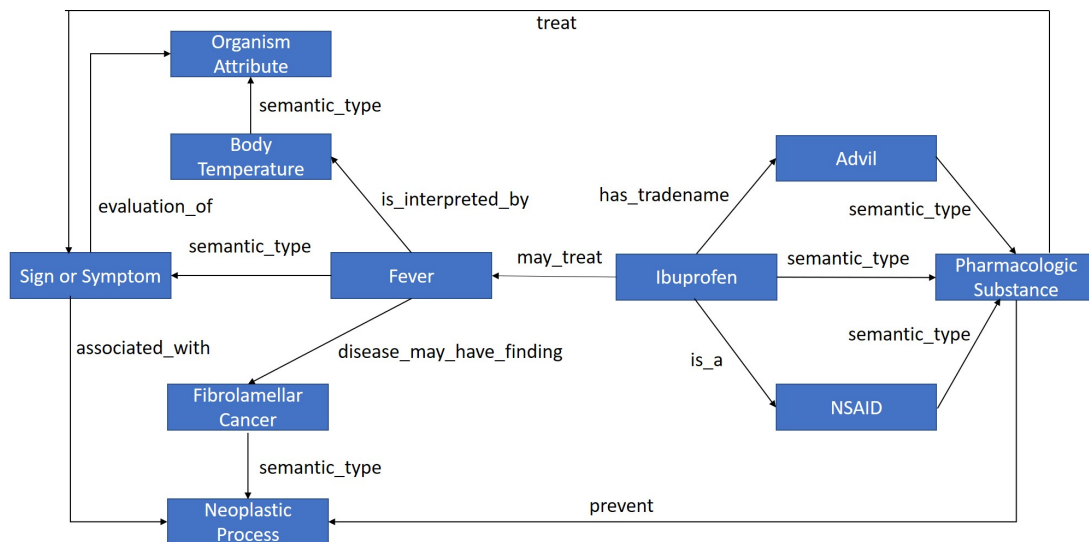 treat
Organism
Attribute
semantic_type
Body
Temperature
Advil
has_tradename
is_interpreted_by
evaluation_of
semantic_type
semantic_type
may_treat
semantic_type
Sign or Symptom
Fever
Ibuprofen
Pharmacologic
Substance
associated_with
disease_may_have_finding
semantic_type
is_a
Fibrolamellar
Cancer
NSAID
semantic_type
prevent
Neoplastic
Process